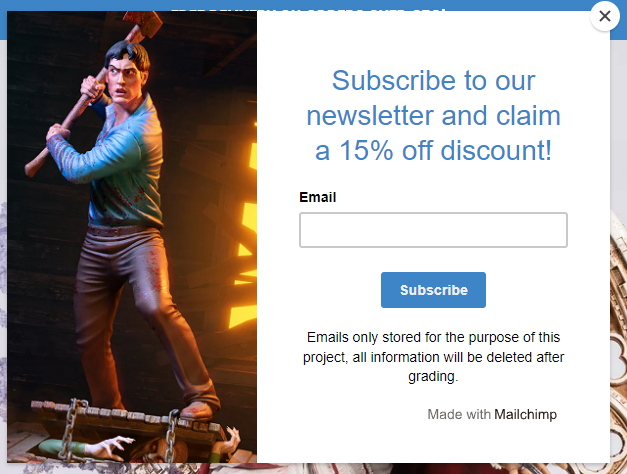 Subscribe to our
newsletter and claim
a 15% off discount!
Email
Subscribe
Emails only stored for the purpose of this
project, all information will be deleted after
grading.
Made with Mailchimp